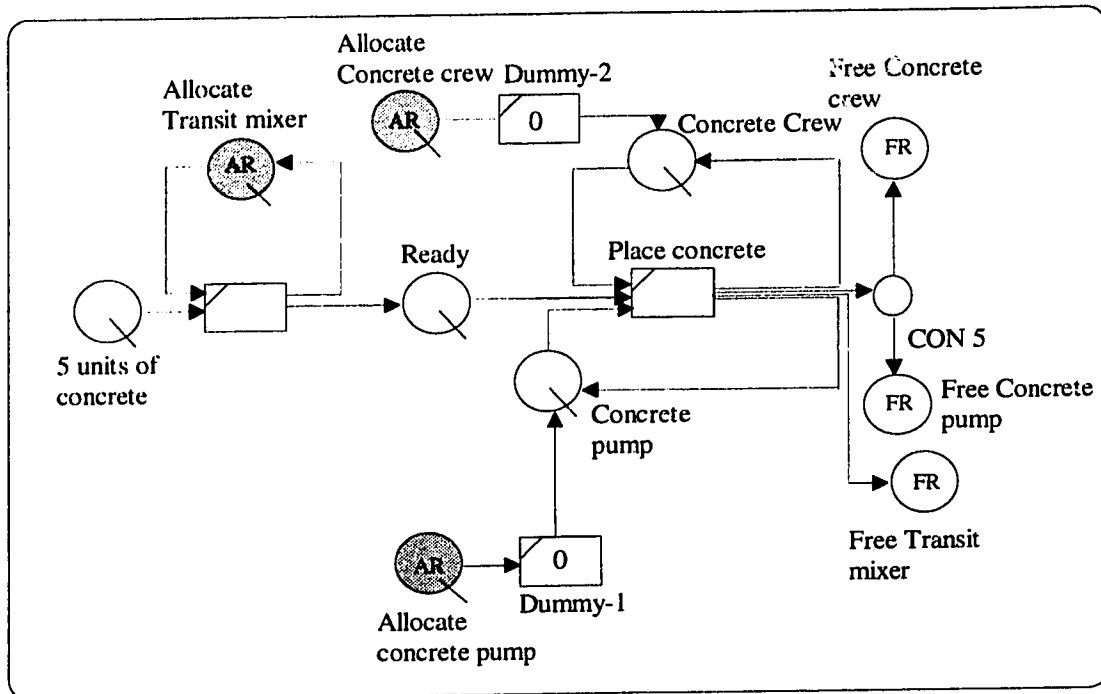 Allocate
Concrete crew
Dummy-2
Free Concrete
crew
Allocate
Transit mixer
AR
0
Concrete Crew
FR
AR
Ready
Place concrete
5 units of
concrete
CON 5
Concrete
pump
FR
Free Concrete
pump
FR
Free Transit
mixer
AR
0
Dummy-1
Allocate
concrete pump